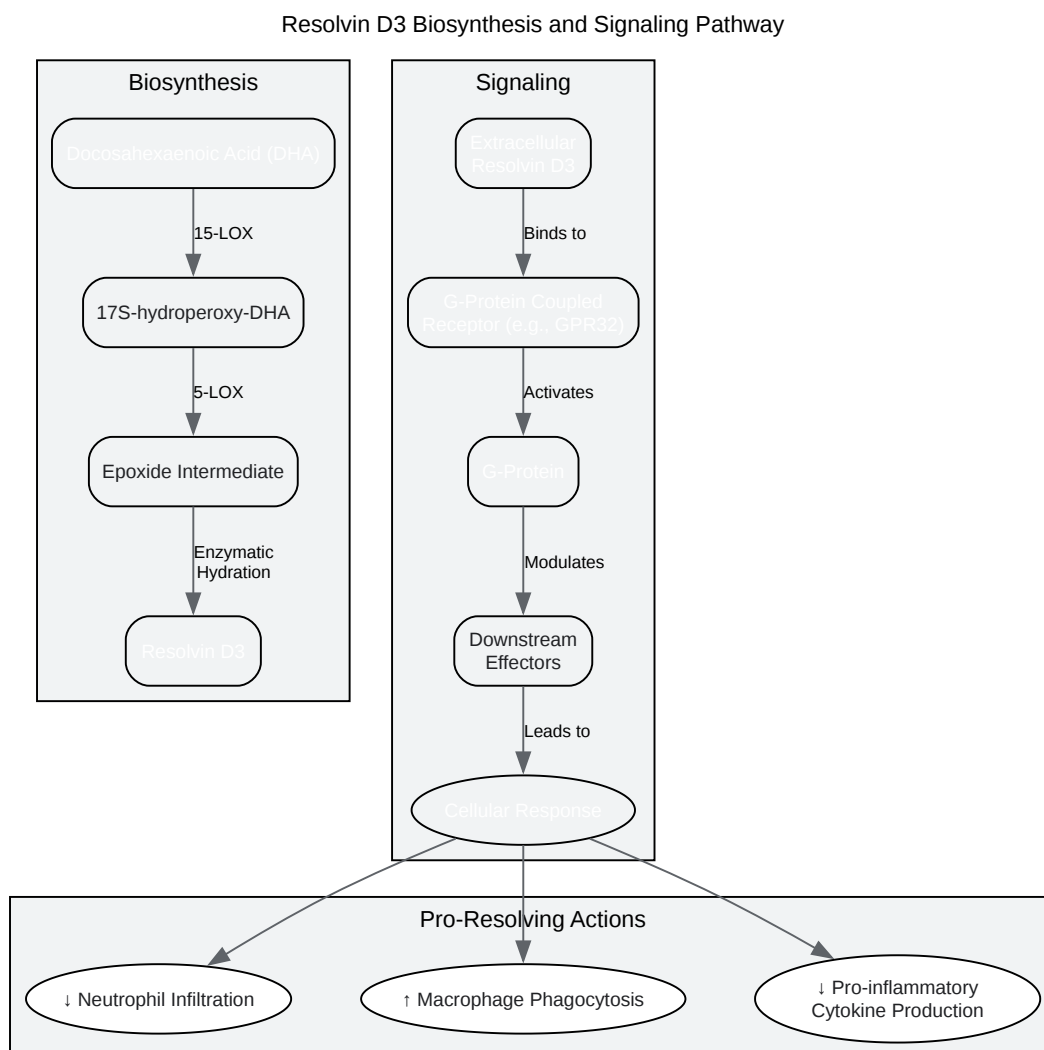 Resolvin D3 Biosynthesis and Signaling Pathway
Biosynthesis
Docosahexaenoic Acid (DHA)
15-LOX
17S-hydroperoxy-DHA
5-LOX
Epoxide Intermediate
Enzymatic
Hydration
Resolvin D3
Signaling
Extracellular
Resolvin D3
Binds to
G-Protein Coupled
Receptor (e.g., GPR32)
Activates
G-Protein
Modulates
Downstream
Effectors
Leads to
Cellular Response
Pro-Resolving Actions
↓ Neutrophil Infiltration
↑ Macrophage Phagocytosis
↓ Pro-inflammatory
Cytokine Production